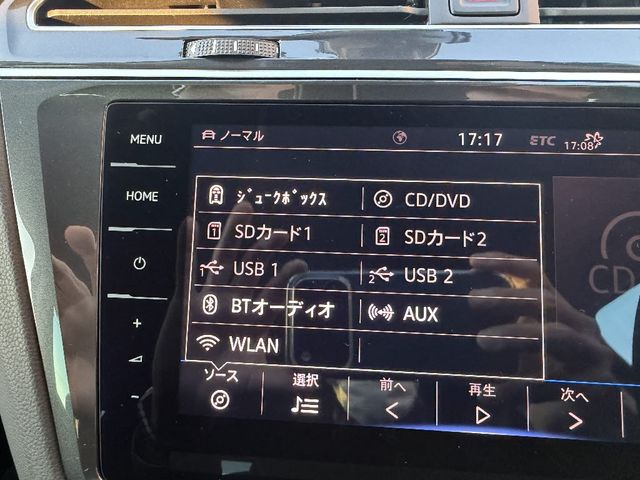 MENU
ノーマル
17:17
ETC
17:08
HOME
ｼﾞｭｰｸﾎﾞｯｸｽ
CD/DVD
SDカード1
SDカード2
USB 1
USB 2
BTオーディオ
AUX
WLAN
ソース
選択
前へ
再生
次へ
+
-
CD